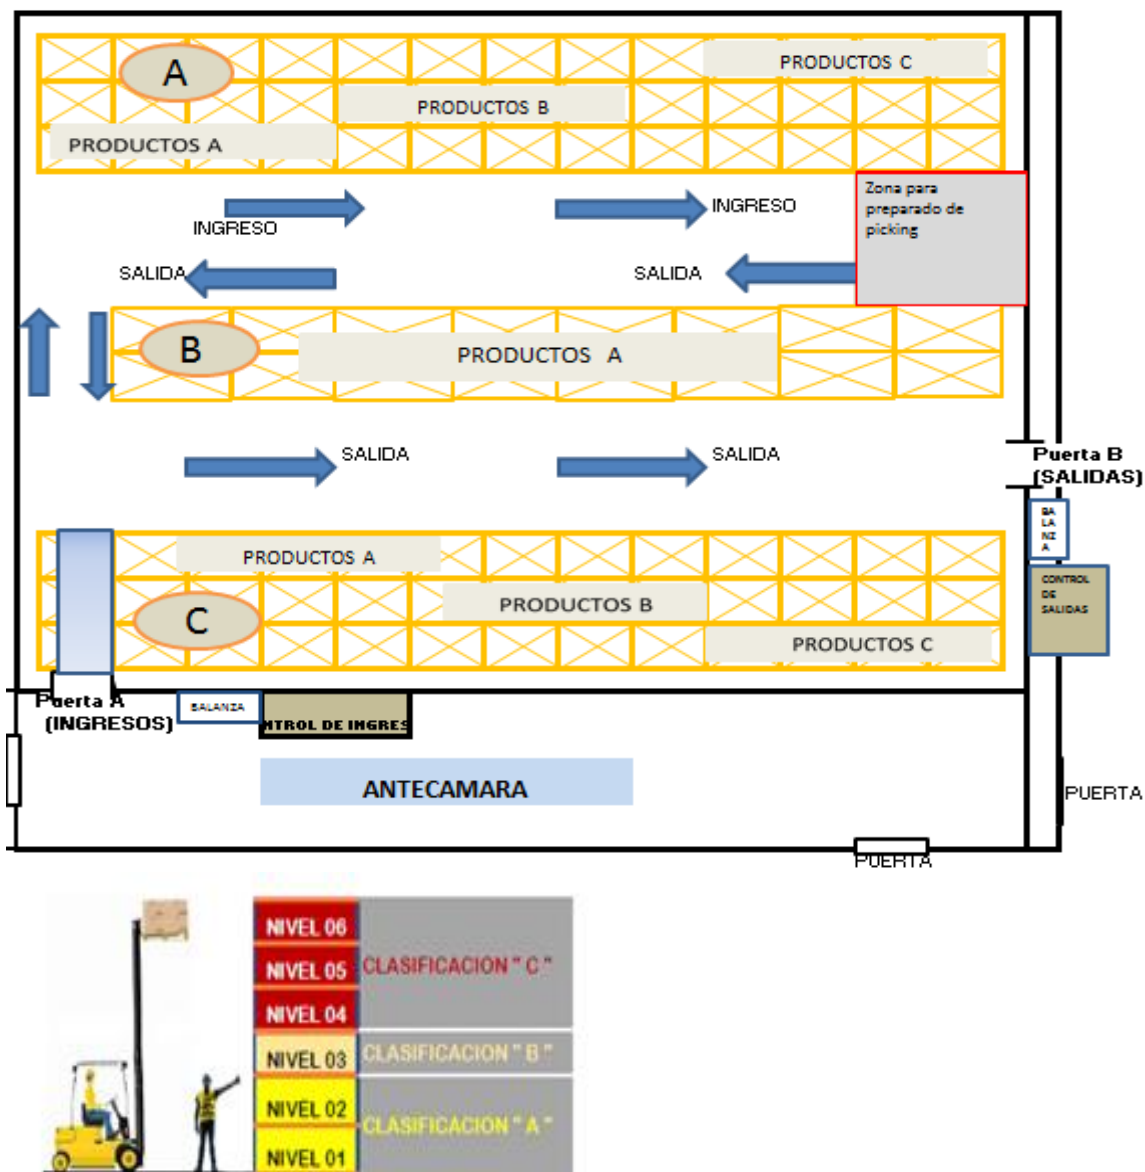 A
PRODUCTOS C
PRODUCTOS B
PRODUCTOS A
Zona para
preparado de
picking
INGRESO
INGRESO
SALIDA
SALIDA
B
PRODUCTOS A
SALIDA
SALIDA
Puerta B
(SALIDAS)
BA
LA
NZ
A
PRODUCTOS A
CONTROL
DE
SALIDAS
PRODUCTOS B
C
PRODUCTOS C
Puerta A
(INGRESOS)
BALANZA
NTROL DE INGRES
ANTECAMARA
PUERTA
PUERTA
NIVEL 06
NIVEL 05
CLASIFICACION " C "
NIVEL 04
NIVEL 03
CLASIFICACION " B "
NIVEL 02
CLASIFICACION " A "
NIVEL 01